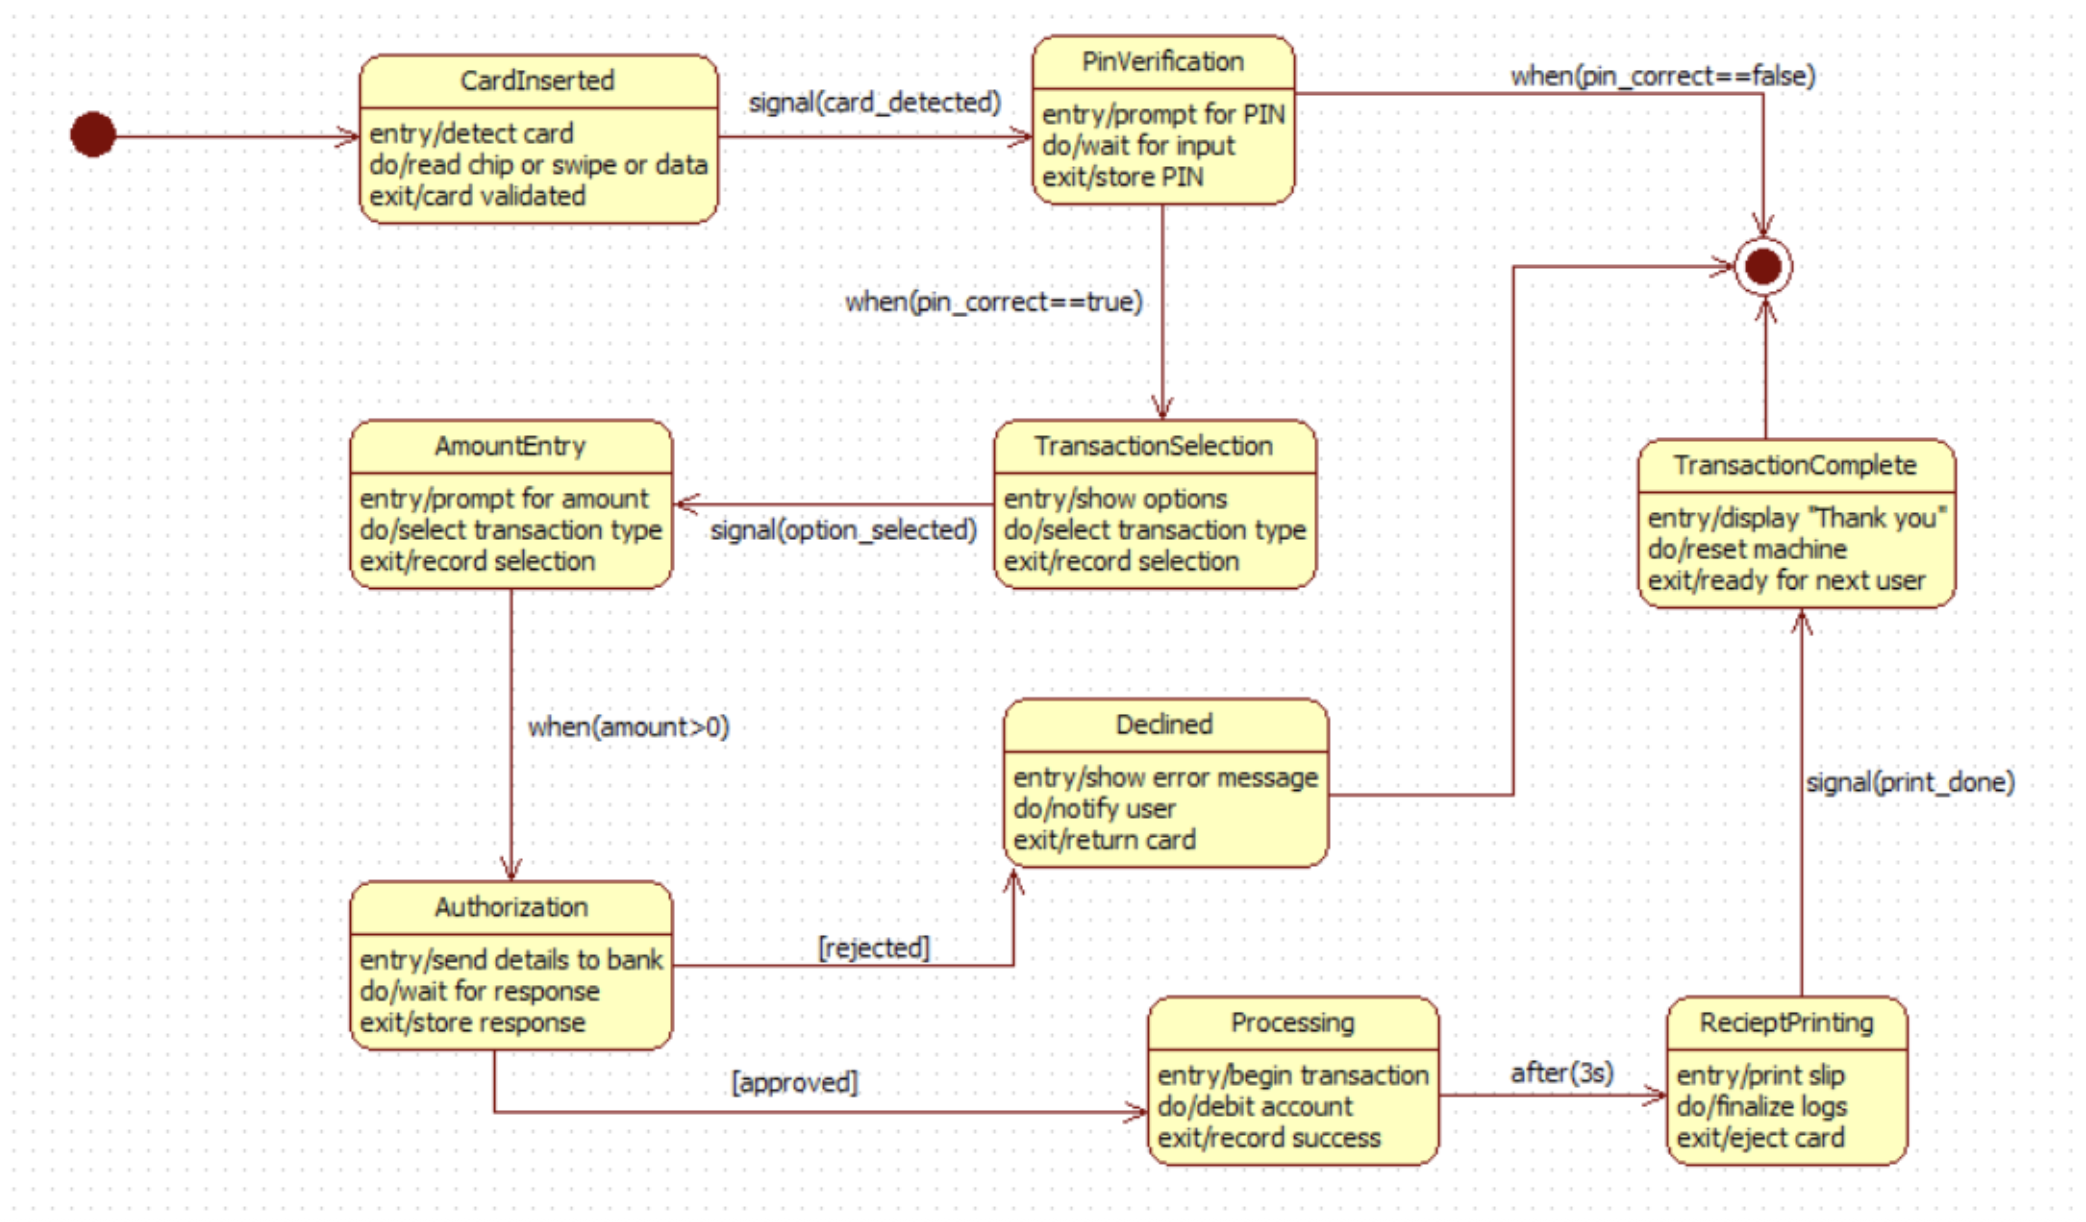 CardInserted
entry/detect card
do/read chip or swipe or data
exit/card validated
signal(card_detected)
PinVerification
entry/prompt for PIN
do/wait for input
exit/store PIN
when(pin_correct==false)
when(pin_correct==true)
AmountEntry
entry/prompt for amount
do/select transaction type
exit/record selection
signal(option_selected)
TransactionSelection
entry/show options
do/select transaction type
exit/record selection
TransactionComplete
entry/display "Thank you"
do/reset machine
exit/ready for next user
when(amount>0)
Declined
entry/show error message
do/notify user
exit/return card
signal(print_done)
Authorization
entry/send details to bank
do/wait for response
exit/store response
[rejected]
[approved]
Processing
entry/begin transaction
do/debit account
exit/record success
after(3s)
RecieptPrinting
entry/print slip
do/finalize logs
exit/eject card